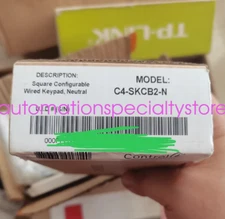 TP-LINK
DESCRIPTION:
Square Configurable
Wired Keypad, Neutral
MODEL:
C4-SKCB2-N
automationspecialtystore